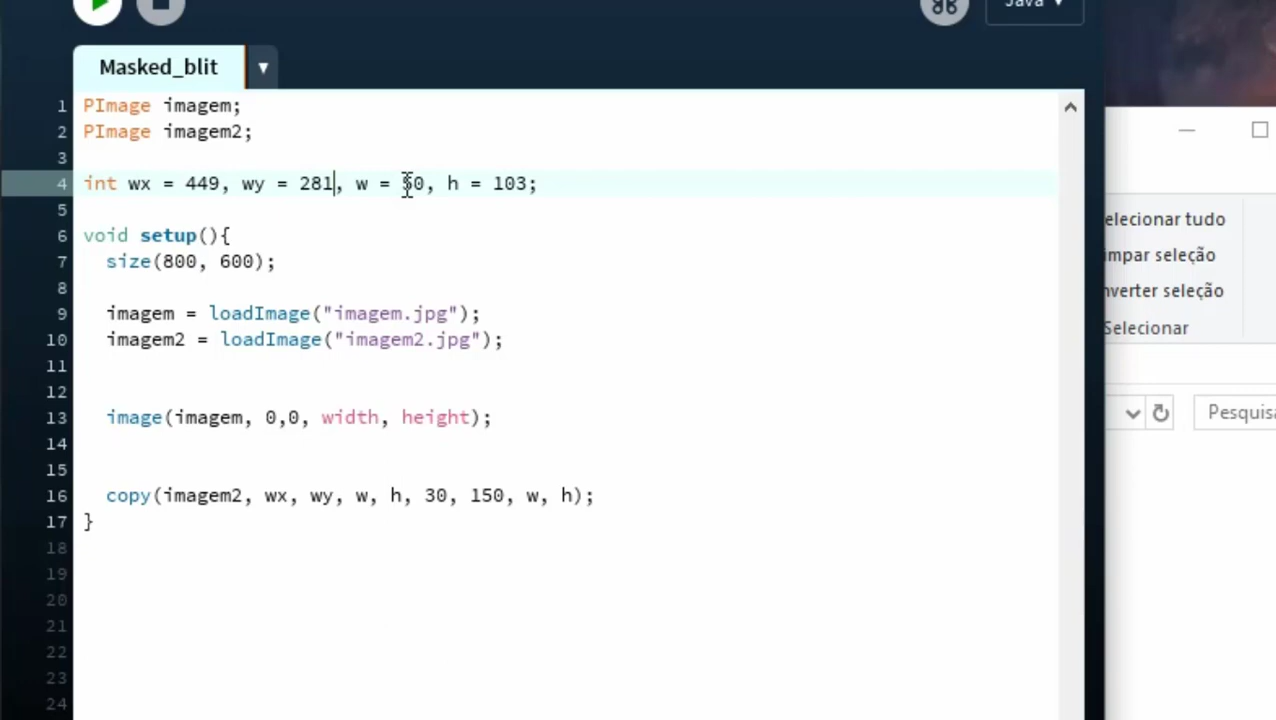 Java ▼
Masked_blit
▼
1 PImage imagem;
2 PImage imagem2;
3
4 int wx = 449, wy = 281, w = 50, h = 103;
5
6 void setup(){
7 size(800, 600);
8
9 imagem = loadImage("imagem.jpg");
10 imagem2 = loadImage("imagem2.jpg");
11
12
13 image(imagem, 0,0, width, height);
14
15
16 copy(imagem2, wx, wy, w, h, 30, 150, w, h);
17 }
18
19
20
21
22
23
24
elecionar tudo
impar seleção
nverter seleção
Selecionar
Pesquisa